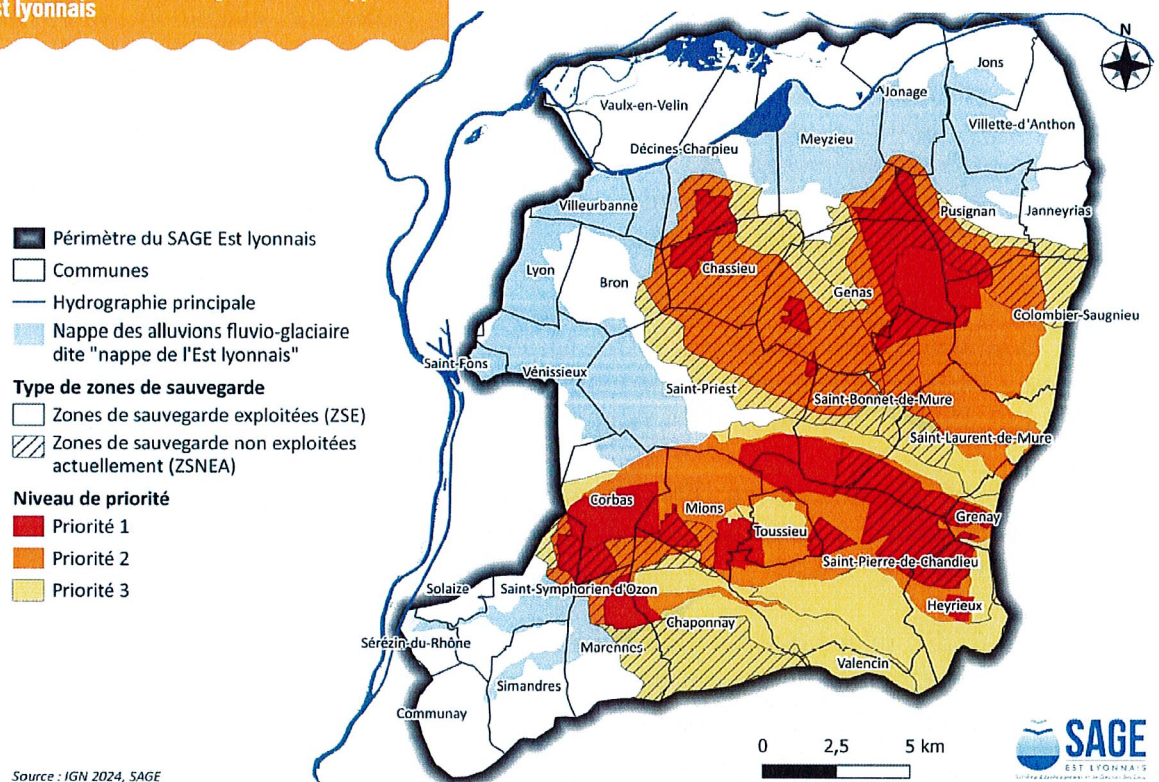 st lyonnais
N
Jons
Jonage
Vaulx-en-Velin
Villette-d'Anthon
Meyzieu
Décines-Charpieu
Villeurbanne
Pusignan
Janneyrias
Lyon
Bron
Chassieu
Genas
Colombier-Saugnieu
Saint-Fons
Vénissieux
Saint-Priest
Saint-Bonnet-de-Mure
Saint-Laurent-de-Mure
Corbas
Mions
Toussieu
Grenay
Saint-Pierre-de-Chandieu
Solaize
Saint-Symphorien-d'Ozon
Heyrieux
Chaponnay
Sérézin-du-Rhône
Marennes
Valencin
Simandres
Communay
Périmètre du SAGE Est lyonnais
Communes
Hydrographie principale
Nappe des alluvions fluvio-glaciaire
dite "nappe de l'Est lyonnais"
Type de zones de sauvegarde
Zones de sauvegarde exploitées (ZSE)
Zones de sauvegarde non exploitées
actuellement (ZSNEA)
Niveau de priorité
Priorité 1
Priorité 2
Priorité 3
0 2,5 5 km
SAGE
EST LYONNAIS
Source : IGN 2024, SAGE